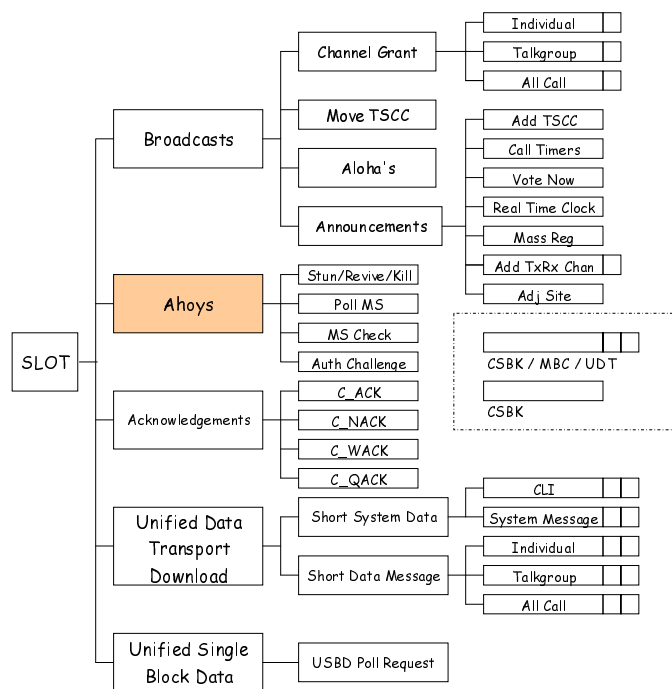 SLOT
Broadcasts
Channel Grant
Individual
Talkgroup
All Call
Move TSCC
Aloha's
Announcements
Add TSCC
Call Timers
Vote Now
Real Time Clock
Mass Reg
Add TxRx Chan
Adj Site
Ahoys
Stun/Revive/Kill
Poll MS
MS Check
Auth Challenge
CSBK / MBC / UDT
CSBK
Acknowledgements
C_ACK
C_NACK
C_WACK
C_QACK
Unified Data
Transport
Download
Short System Data
CLI
System Message
Short Data Message
Individual
Talkgroup
All Call
Unified Single
Block Data
USBD Poll Request